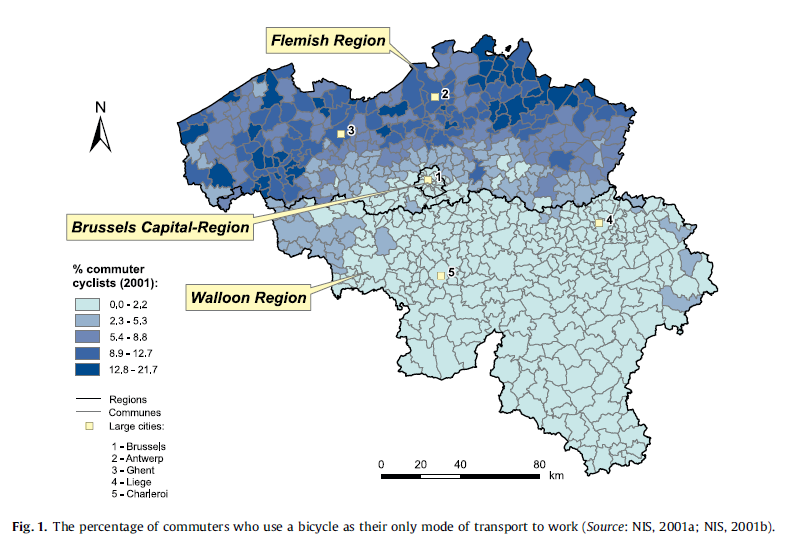 Flemish Region
N
2
3
1
Brussels Capital-Region
4
% commuter
cyclists (2001):
5
Walloon Region
0,0 - 2,2
2.3 - 5,3
5,4 - 8.8
8.9 - 12.7
12,8 - 21,7
Regions
Communes
Large cities:
1 - Brussels
2 - Antwerp
3 - Ghent
4 - Liege
5 - Charleroi
0 20 40 80
km
Fig. 1. The percentage of commuters who use a bicycle as their only mode of transport to work (Source: NIS, 2001a; NIS, 2001b).